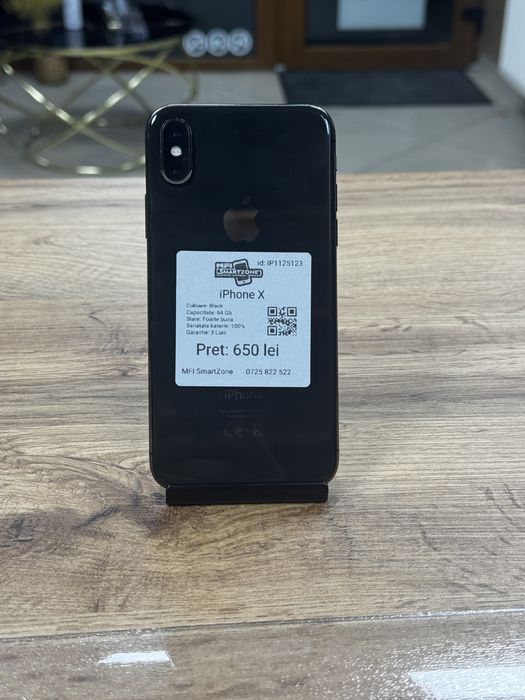 MFI
SMARTZONE
id: IP1125123
iPhone X
Culoare: Black
Capacitate: 64 Gb
Stare: Foarte buna
Sanatate baterie: 100%
Garantie: 3 Luni
Pret: 650 lei
MFI SmartZone 0725 822 522
iPhone